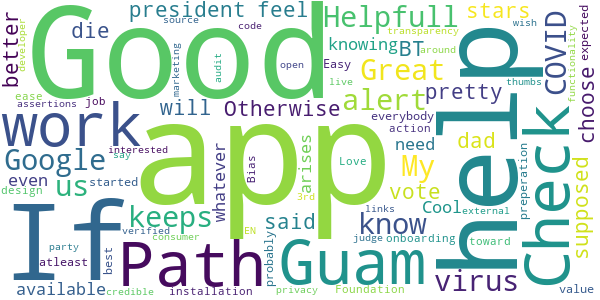 president feel
Good
Helpfull
stars
wish
expected
source
code
transparency
die
better
developer
marketing
audit
open
knowing
BT
around
Easy
live
thumbs
functionality
COVID
choose
ease
assertions
job
will
Great
alert
pretty
everybody
action
help
Check
work
app
Otherwise
Google
us
interested
say
Whatever
Bias
arises
Love
My
need
dad
vote
preperation
supposed
even
started
design
If
keeps
3rd
said
know
Cool
links
external
verified
EN
consumer
party
atleast
best
Path
Guam
probably
judge
onboarding
toward
virus
available
credible
installation
privacy
Foundation
value